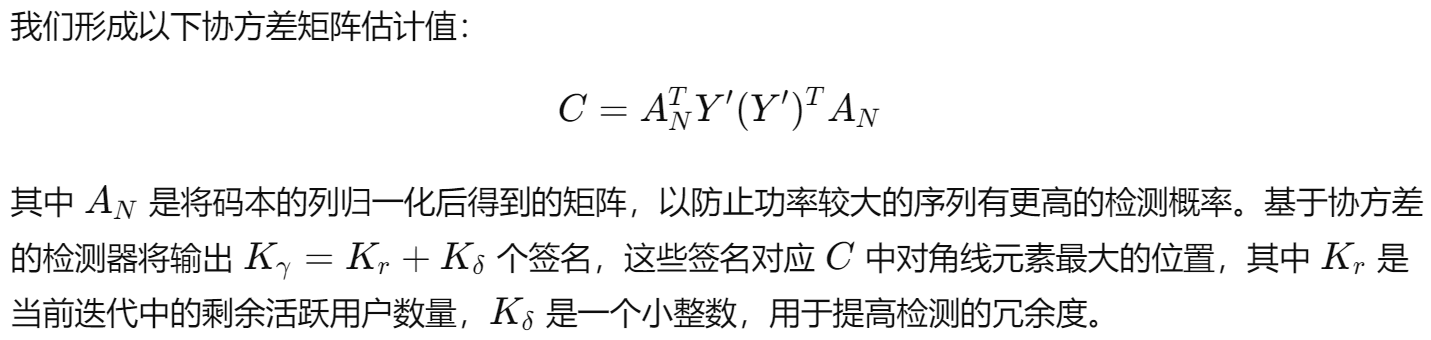 我们形成以下协方差矩阵估计值：
C = A_N^T Y′(Y′)^T A_N
其中 A_N 是将码本的列归一化后得到的矩阵，以防止功率较大的序列有更高的检测概率。基于协方差
的检测器将输出 K_γ = K_r + K_δ 个签名，这些签名对应 C 中对角线元素最大的位置，其中 K_r 是
当前迭代中的剩余活跃用户数量，K_δ 是一个小整数，用于提高检测的冗余度。